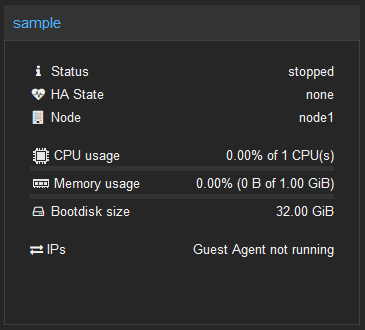 sample
Status stopped
HA State none
Node node1
CPU usage 0.00% of 1 CPU(s)
Memory usage 0.00% (0 B of 1.00 GiB)
Bootdisk size 32.00 GiB
IPs Guest Agent not running